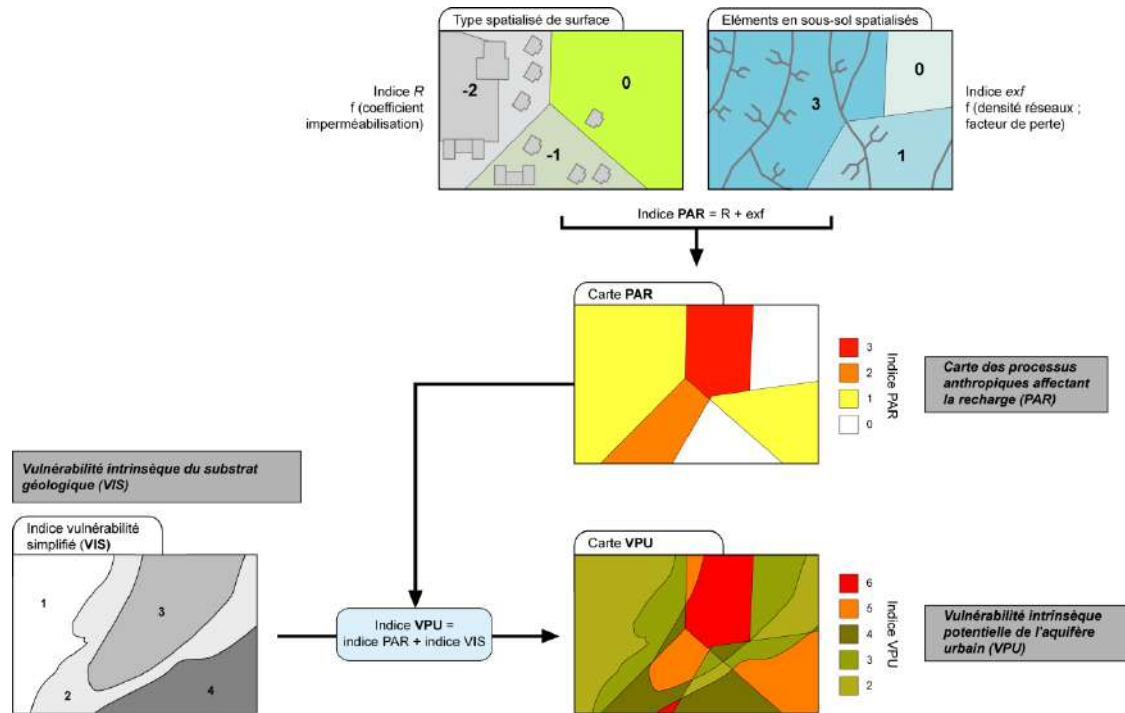 Type spatialisé de surface
Eléments en sous-sol spatialisés
Indice R
f (coefficient
imperméabilisation)
-2
0
-1
3
0
1
Indice exf
f (densité réseaux ;
facteur de perte)
Indice PAR = R + exf
Carte PAR
3
2
1
0
Indice PAR
Carte des processus
anthropiques affectant
la recharge (PAR)
Vulnérabilité intrinsèque du substrat
géologique (VIS)
Indice vulnérabilité
simplifié (VIS)
1
3
2
4
Indice VPU =
indice PAR + indice VIS
Carte VPU
6
5
4
3
2
Indice VPU
Vulnérabilité intrinsèque
potentielle de l'aquifère
urbain (VPU)